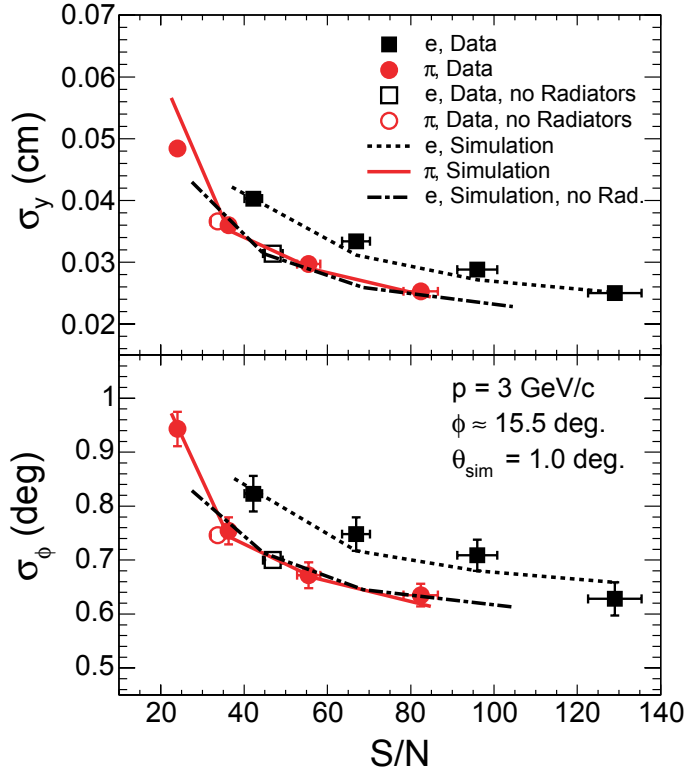 0.07
0.06
0.05
0.04
0.03
0.02
σy (cm)
e, Data
π, Data
e, Data, no Radiators
π, Data, no Radiators
e, Simulation
π, Simulation
e, Simulation, no Rad.
1
0.9
0.8
0.7
0.6
0.5
σϕ (deg)
p = 3 GeV/c
ϕ ≈ 15.5 deg.
θsim = 1.0 deg.
20 40 60 80 100 120 140
S/N